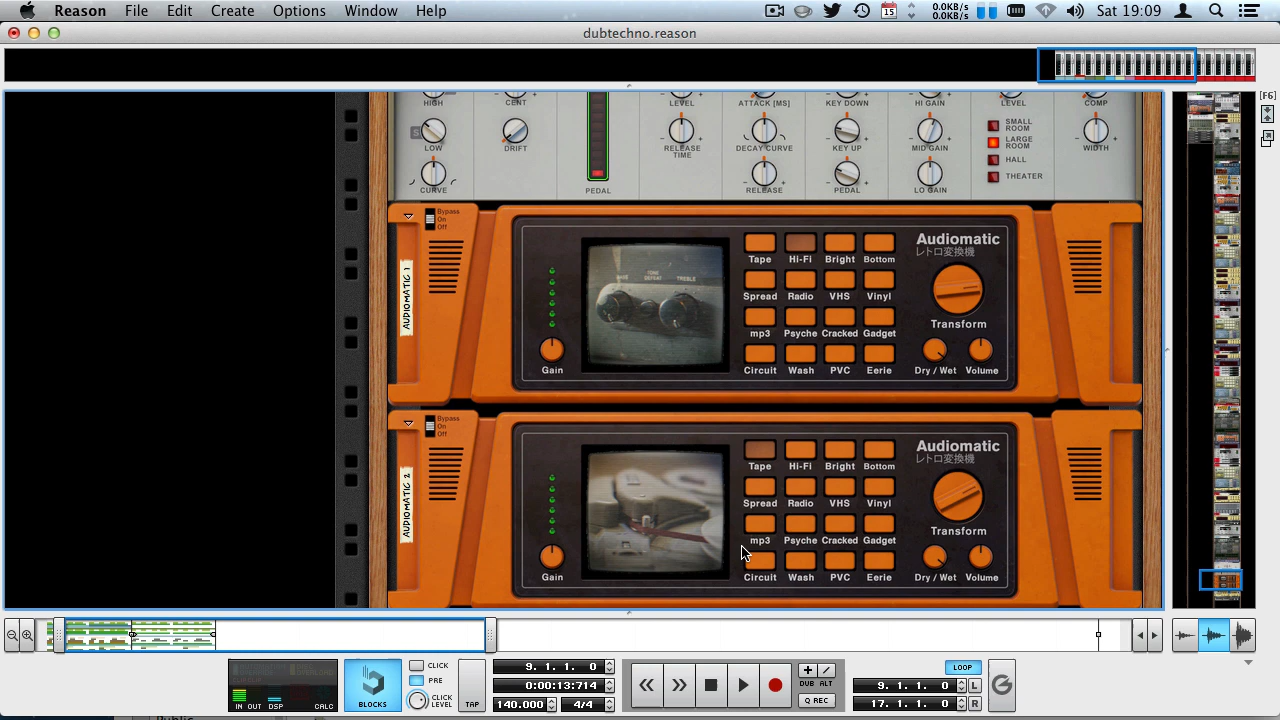 Reason File Edit Create Options Window Help
15 0.0KB/s 0.0KB/s Sat 19:09
dubtechno.reason
[F6]
HIGH CENT LEVEL ATTACK [MS] KEY DOWN HI GAIN LEVEL COMP
S LOW DRIFT RELEASE TIME DECAY CURVE KEY UP MID GAIN WIDTH
SMALL ROOM
LARGE ROOM
HALL
THEATER
CURVE PEDAL RELEASE PEDAL LO GAIN
Bypass
On
Off
AUDIOMATIC 1
BASS TREBLE
Gain
Tape Hi-Fi Bright Bottom
Spread Radio VHS Vinyl
mp3 Psyche Cracked Gadget
Circuit Wash PVC Eerie
Audiomatic
レトロ変換機
Transform
Dry / Wet Volume
Bypass
On
Off
AUDIOMATIC 2
Gain
Tape Hi-Fi Bright Bottom
Spread Radio VHS Vinyl
mp3 Psyche Cracked Gadget
Circuit Wash PVC Eerie
Audiomatic
レトロ変換機
Transform
Dry / Wet Volume
IN OUT DSP CALC
BLOCKS
CLICK
PRE
CLICK LEVEL
TAP
9. 1. 1. 0
0:00:13:714
140.000 4/4
DUB ALT
Q REC
LOOP
9. 1. 1. 0 L
17. 1. 1. 0 R